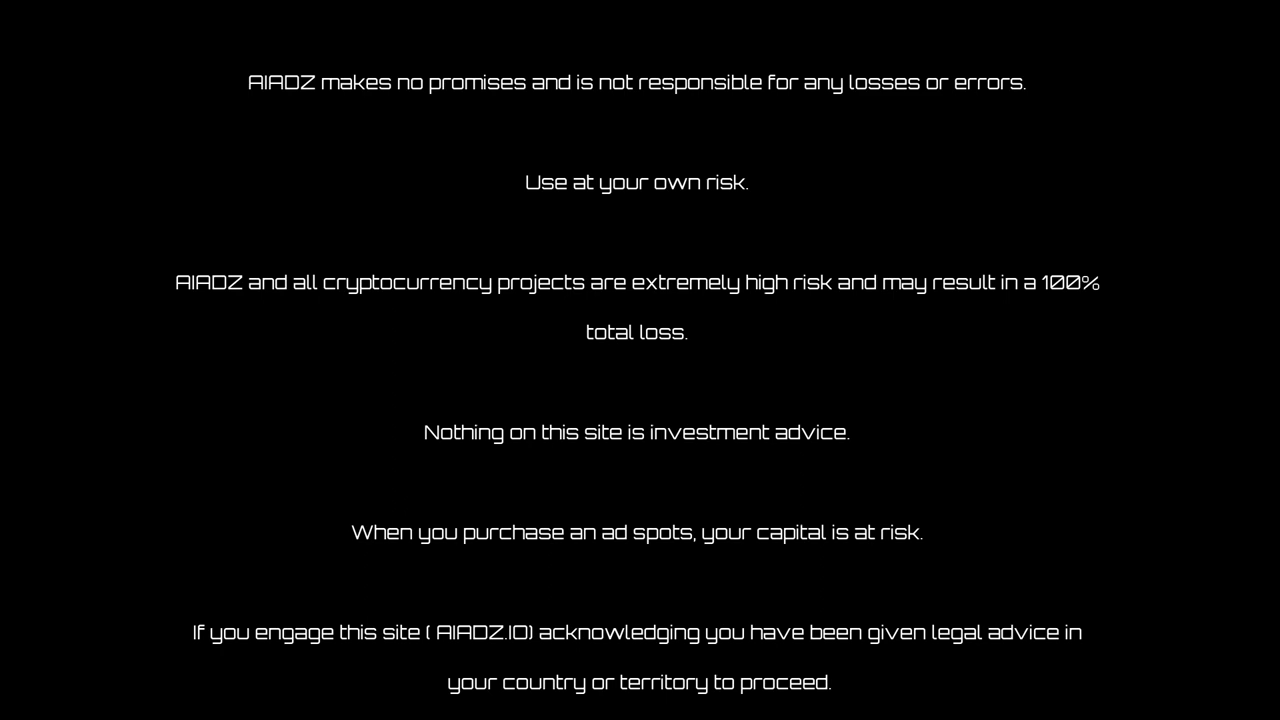 AIADZ makes no promises and is not responsible for any losses or errors.
Use at your own risk.
AIADZ and all cryptocurrency projects are extremely high risk and may result in a 100%
total loss.
Nothing on this site is investment advice.
When you purchase an ad spots, your capital is at risk.
If you engage this site ( AIADZ.IO) acknowledging you have been given legal advice in
your country or territory to proceed.